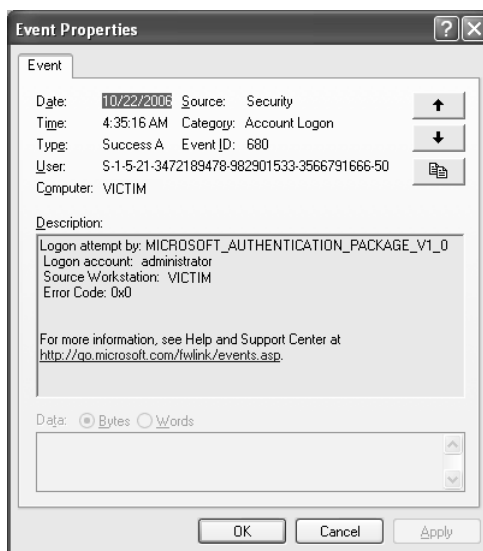 Event Properties
Event
Date: 10/22/2006 Source: Security
Time: 4:35:16 AM Category: Account Logon
Type: Success A Event ID: 680
User: S-1-5-21-3472189478-982901533-3566791666-50
Computer: VICTIM
Description:
Logon attempt by: MICROSOFT_AUTHENTICATION_PACKAGE_V1_0
Logon account: administrator
Source Workstation: VICTIM
Error Code: 0x0
For more information, see Help and Support Center at
http://go.microsoft.com/fwlink/events.asp.
Data: Bytes Words
OK Cancel Apply